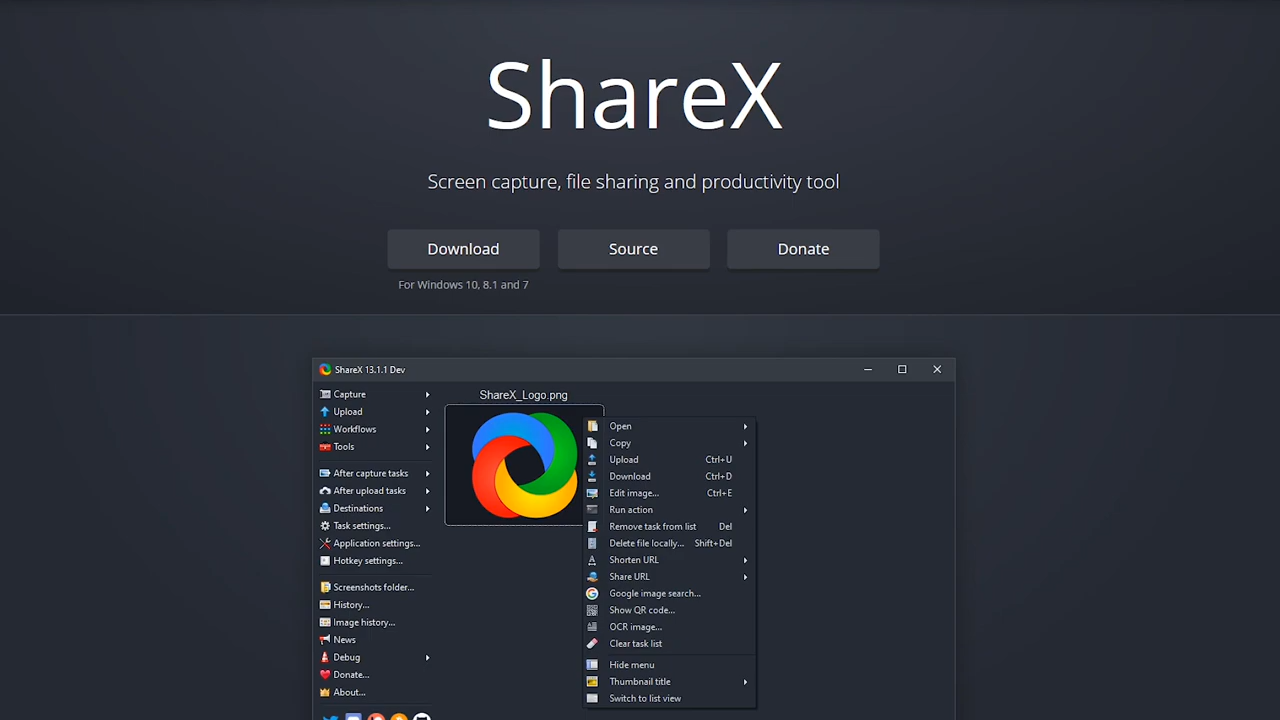 ShareX
Screen capture, file sharing and productivity tool
Download
Source
Donate
For Windows 10, 8.1 and 7
ShareX 13.1.1 Dev
Capture
Upload
Workflows
Tools
After capture tasks
After upload tasks
Destinations
Task settings...
Application settings...
Hotkey settings...
Screenshots folder...
History...
Image history...
News
Debug
Donate...
About...
ShareX_Logo.png
Open
Copy
Upload Ctrl+U
Download Ctrl+D
Edit image... Ctrl+E
Run action
Remove task from list Del
Delete file locally... Shift+Del
Shorten URL
Share URL
Google image search...
Show QR code...
OCR image...
Clear task list
Hide menu
Thumbnail title
Switch to list view